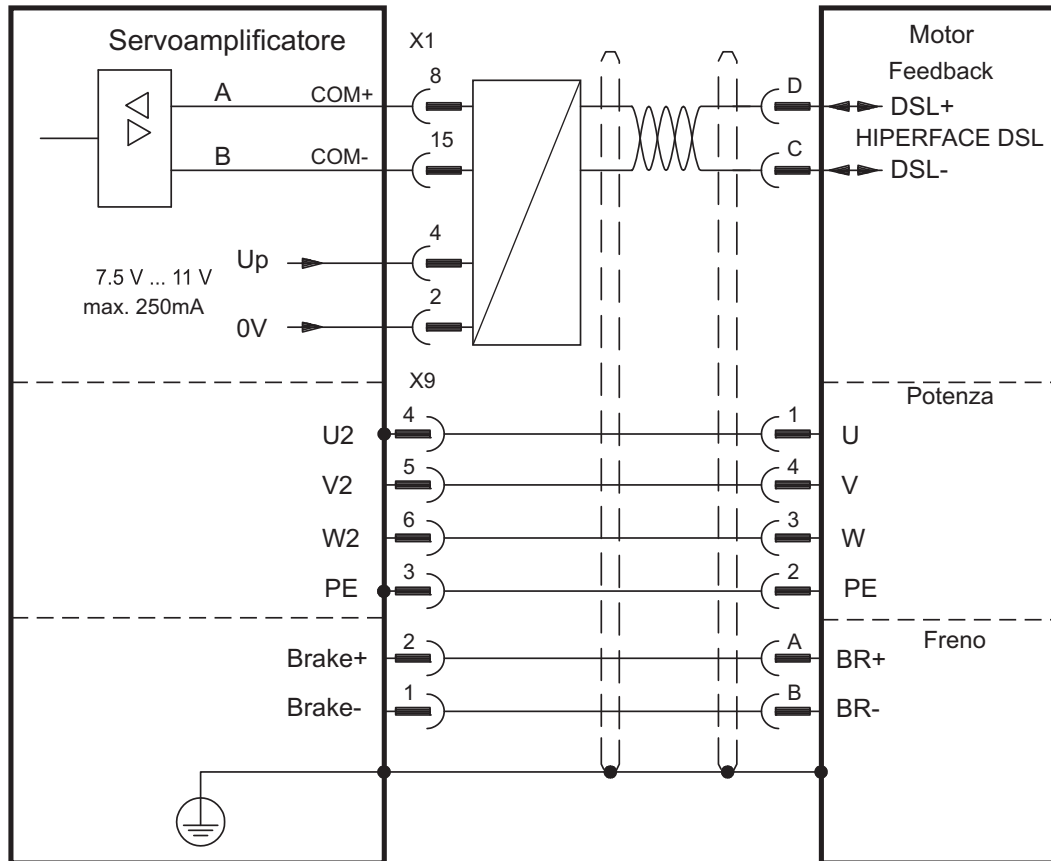 Servoamplificatore
X1
Motor
Feedback
A COM+ 8 D DSL+
HIPERFACE DSL
B COM- 15 C DSL-
7.5 V ... 11 V
max. 250mA
Up 4
0V 2
X9
Potenza
U2 4 1 U
V2 5 4 V
W2 6 3 W
PE 3 2 PE
Freno
Brake+ 2 A BR+
Brake- 1 B BR-